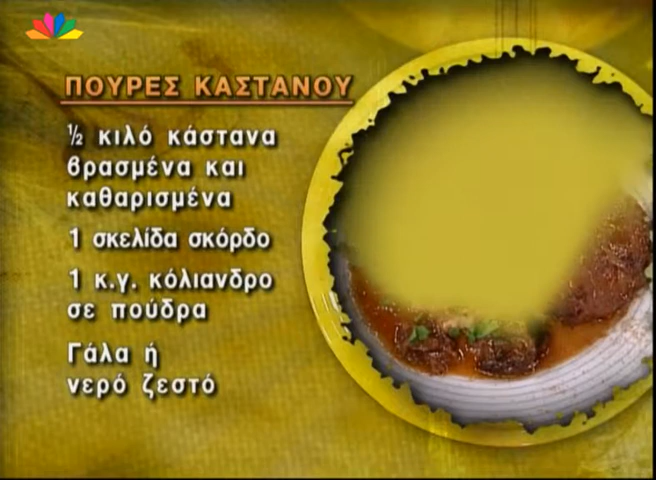 ΠΟΥΡΕΣ ΚΑΣΤΑΝΟΥ
½ κιλό κάστανα
βρασμένα και
καθαρισμένα
1 σκελίδα σκόρδο
1 κ.γ. κόλιανδρο
σε πούδρα
Γάλα ή
νερό ζεστό